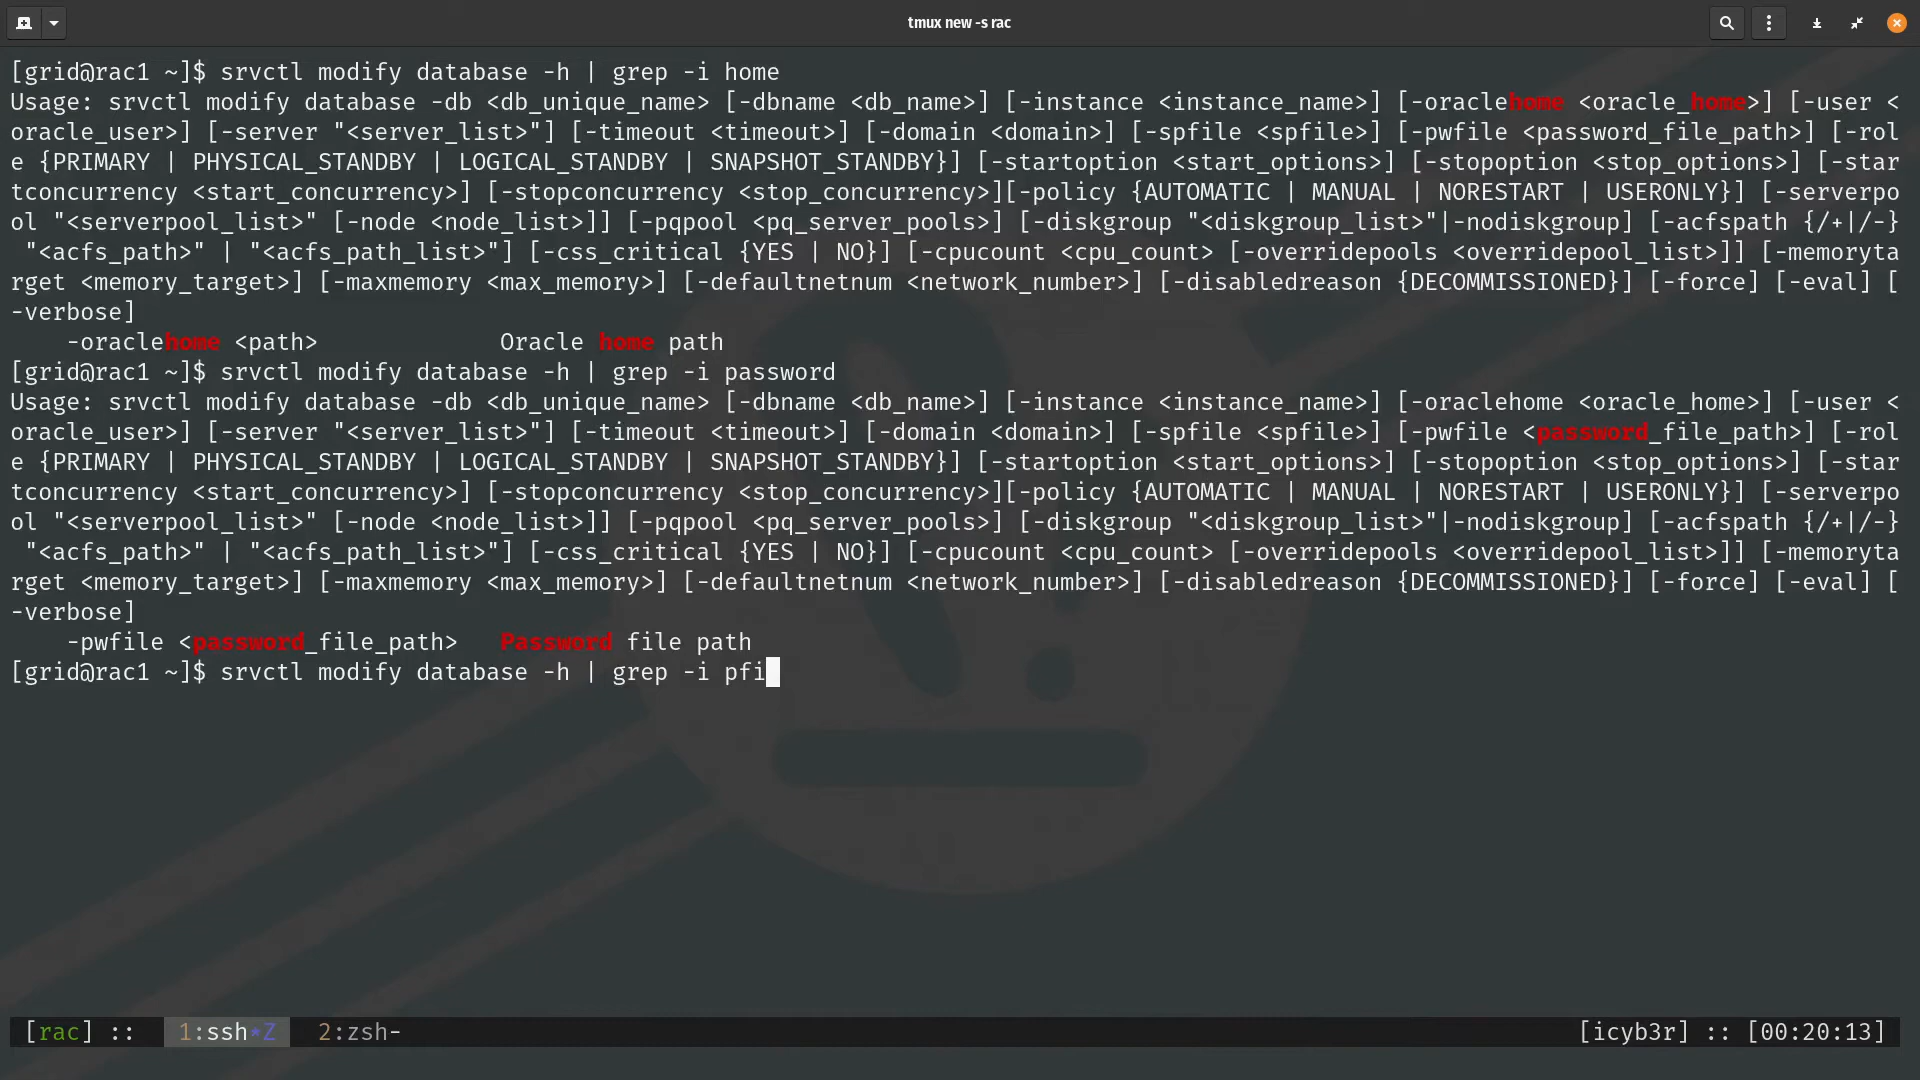 tmux new -s rac
[grid@rac1 ~]$ srvctl modify database -h | grep -i home
Usage: srvctl modify database -db <db_unique_name> [-dbname <db_name>] [-instance <instance_name>] [-oraclehome <oracle_home>] [-user <
oracle_user>] [-server "<server_list>"] [-timeout <timeout>] [-domain <domain>] [-spfile <spfile>] [-pwfile <password_file_path>] [-rol
e {PRIMARY | PHYSICAL_STANDBY | LOGICAL_STANDBY | SNAPSHOT_STANDBY}] [-startoption <start_options>] [-stopoption <stop_options>] [-star
tconcurrency <start_concurrency>] [-stopconcurrency <stop_concurrency>][-policy {AUTOMATIC | MANUAL | NORESTART | USERONLY}] [-serverpo
ol "<serverpool_list>" [-node <node_list>]] [-pqpool <pq_server_pools>] [-diskgroup "<diskgroup_list>"|-nodiskgroup] [-acfspath {/+|/-}
 "<acfs_path>" | "<acfs_path_list>"] [-css_critical {YES | NO}] [-cpucount <cpu_count> [-overridepools <overridepool_list>]] [-memoryta
rget <memory_target>] [-maxmemory <max_memory>] [-defaultnetnum <network_number>] [-disabledreason {DECOMMISSIONED}] [-force] [-eval] [
-verbose]
    -oraclehome <path>             Oracle home path
[grid@rac1 ~]$ srvctl modify database -h | grep -i password
Usage: srvctl modify database -db <db_unique_name> [-dbname <db_name>] [-instance <instance_name>] [-oraclehome <oracle_home>] [-user <
oracle_user>] [-server "<server_list>"] [-timeout <timeout>] [-domain <domain>] [-spfile <spfile>] [-pwfile <password_file_path>] [-rol
e {PRIMARY | PHYSICAL_STANDBY | LOGICAL_STANDBY | SNAPSHOT_STANDBY}] [-startoption <start_options>] [-stopoption <stop_options>] [-star
tconcurrency <start_concurrency>] [-stopconcurrency <stop_concurrency>][-policy {AUTOMATIC | MANUAL | NORESTART | USERONLY}] [-serverpo
ol "<serverpool_list>" [-node <node_list>]] [-pqpool <pq_server_pools>] [-diskgroup "<diskgroup_list>"|-nodiskgroup] [-acfspath {/+|/-}
 "<acfs_path>" | "<acfs_path_list>"] [-css_critical {YES | NO}] [-cpucount <cpu_count> [-overridepools <overridepool_list>]] [-memoryta
rget <memory_target>] [-maxmemory <max_memory>] [-defaultnetnum <network_number>] [-disabledreason {DECOMMISSIONED}] [-force] [-eval] [
-verbose]
    -pwfile <password_file_path>   Password file path
[grid@rac1 ~]$ srvctl modify database -h | grep -i pfi
[rac] ::  1:ssh*Z  2:zsh-  [icyb3r] :: [00:20:13]